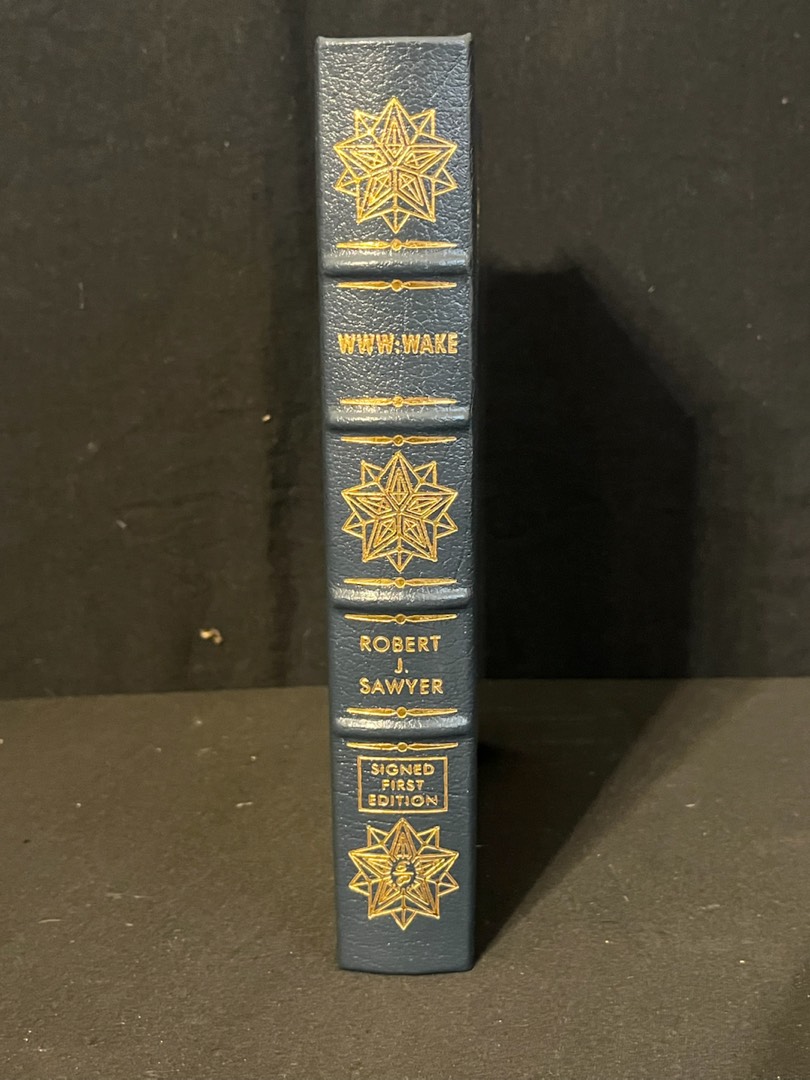 WWW:WAKE
ROBERT
J.
SAWYER
SIGNED
FIRST
EDITION